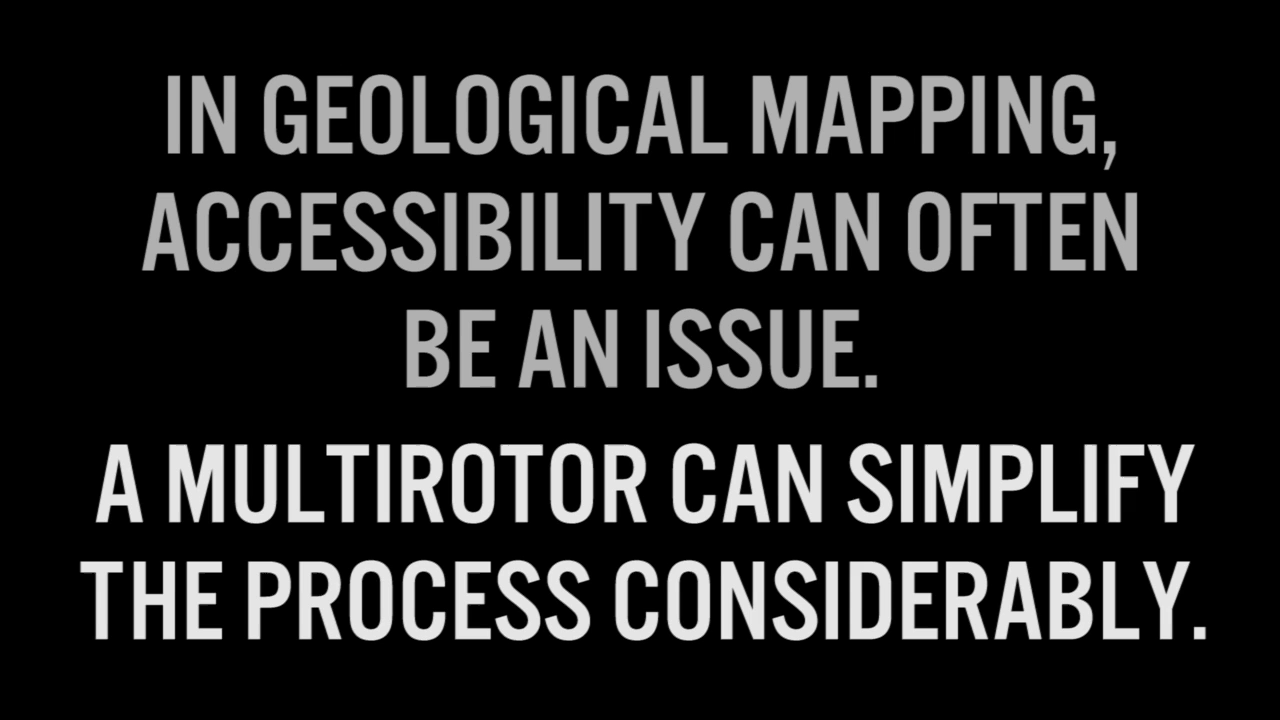 IN GEOLOGICAL MAPPING,
ACCESSIBILITY CAN OFTEN
BE AN ISSUE.
A MULTIROTOR CAN SIMPLIFY
THE PROCESS CONSIDERABLY.